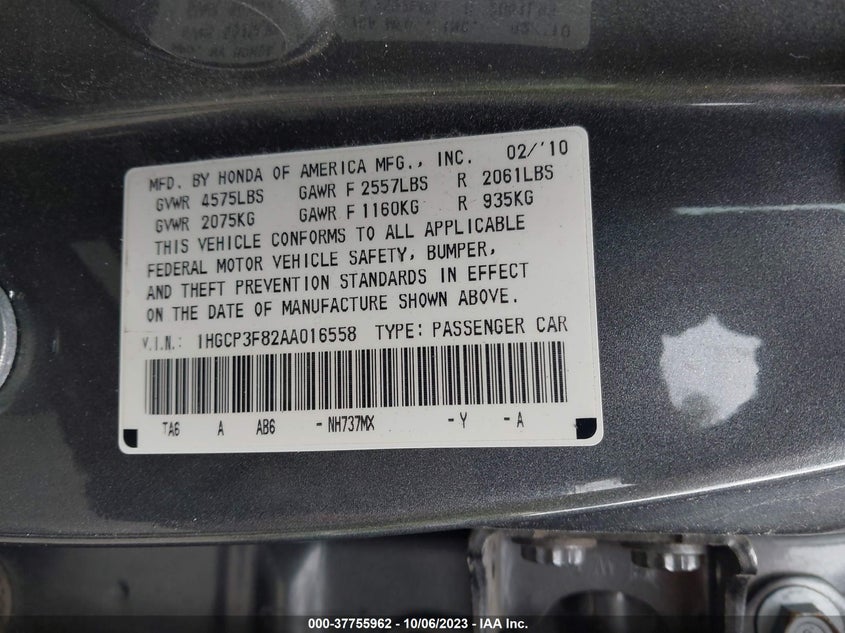 MFD. BY HONDA OF AMERICA MFG., INC. 02/'10
GVWR 4575LBS GAWR F 2557LBS R 2061LBS
GVWR 2075KG GAWR F 1160KG R 935KG
THIS VEHICLE CONFORMS TO ALL APPLICABLE
FEDERAL MOTOR VEHICLE SAFETY, BUMPER,
AND THEFT PREVENTION STANDARDS IN EFFECT
ON THE DATE OF MANUFACTURE SHOWN ABOVE.
V.I.N.: 1HGCP3F82AA016558 TYPE: PASSENGER CAR
TA6 A AB6 -NH737MX -Y -A
000-37755962 - 10/06/2023 - IAA Inc.